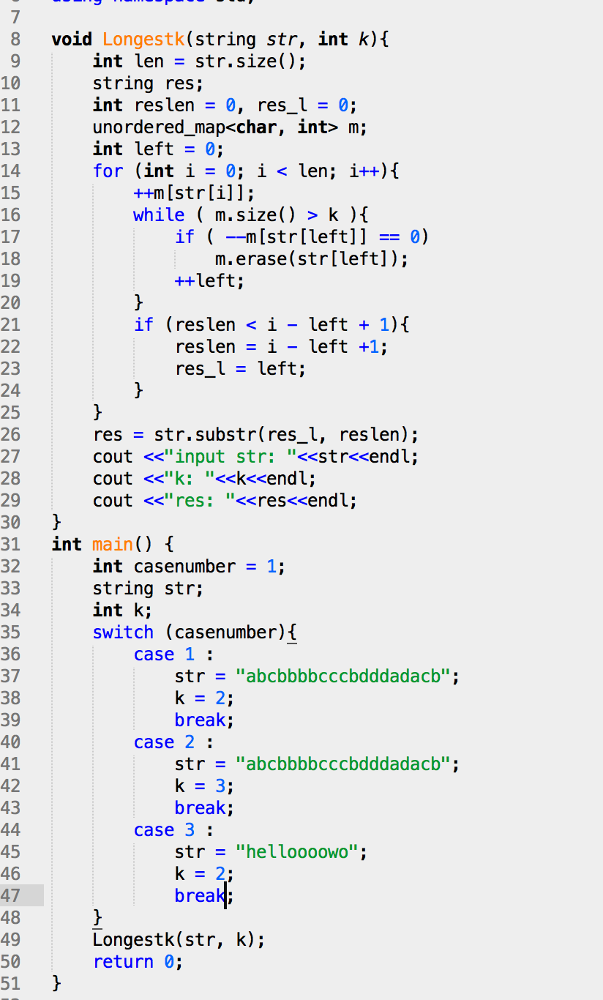 7
8 void Longestk(string str, int k){
9 int len = str.size();
10 string res;
11 int reslen = 0, res_l = 0;
12 unordered_map<char, int> m;
13 int left = 0;
14 for (int i = 0; i < len; i++){
15 ++m[str[i]];
16 while ( m.size() > k ){
17 if ( --m[str[left]] == 0)
18 m.erase(str[left]);
19 ++left;
20 }
21 if (reslen < i - left + 1){
22 reslen = i - left +1;
23 res_l = left;
24 }
25 }
26 res = str.substr(res_l, reslen);
27 cout <<"input str: "<<str<<endl;
28 cout <<"k: "<<k<<endl;
29 cout <<"res: "<<res<<endl;
30 }
31 int main() {
32 int casenumber = 1;
33 string str;
34 int k;
35 switch (casenumber){
36 case 1 :
37 str = "abcbbbbcccbdddadacb";
38 k = 2;
39 break;
40 case 2 :
41 str = "abcbbbbcccbdddadacb";
42 k = 3;
43 break;
44 case 3 :
45 str = "helloooowo";
46 k = 2;
47 break;
48 }
49 Longestk(str, k);
50 return 0;
51 }